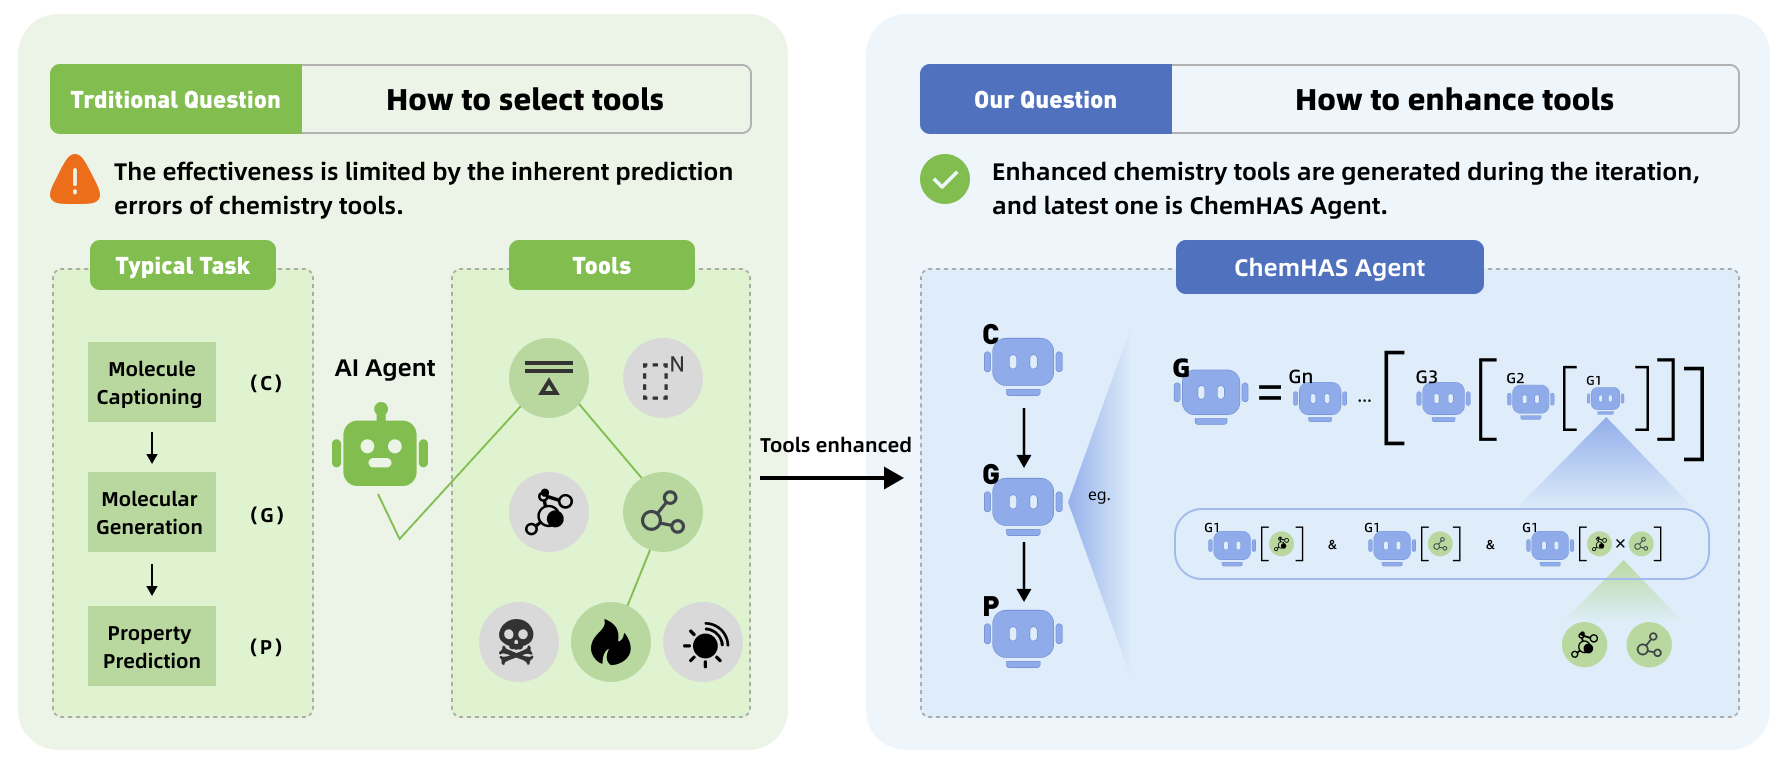 Trditional Question
How to select tools
The effectiveness is limited by the inherent prediction
errors of chemistry tools.
Typical Task
Molecule
Captioning
(C)
Molecular
Generation
(G)
Property
Prediction
(P)
AI Agent
Tools
N
Tools enhanced
Our Question
How to enhance tools
Enhanced chemistry tools are generated during the iteration,
and latest one is ChemHAS Agent.
ChemHAS Agent
C
G
P
eg.
G = Gn ... [ G3 [ G2 [ G1 ] ] ]
G1 [ ] & G1 [ ] & G1 [ × ]